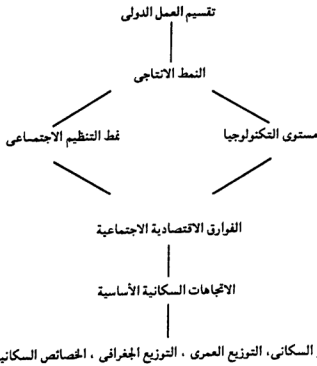 تقسيم العمل الدولى
النمط الانتاجى
مستوى التكنولوجيا
نمط التنظيم الاجتماعى
الفوارق الاقتصادية الاجتماعية
الاتجاهات السكانية الأساسية
السكانى، التوزيع العمرى ، التوزيع الجغرافى ، الخصائص السكانية